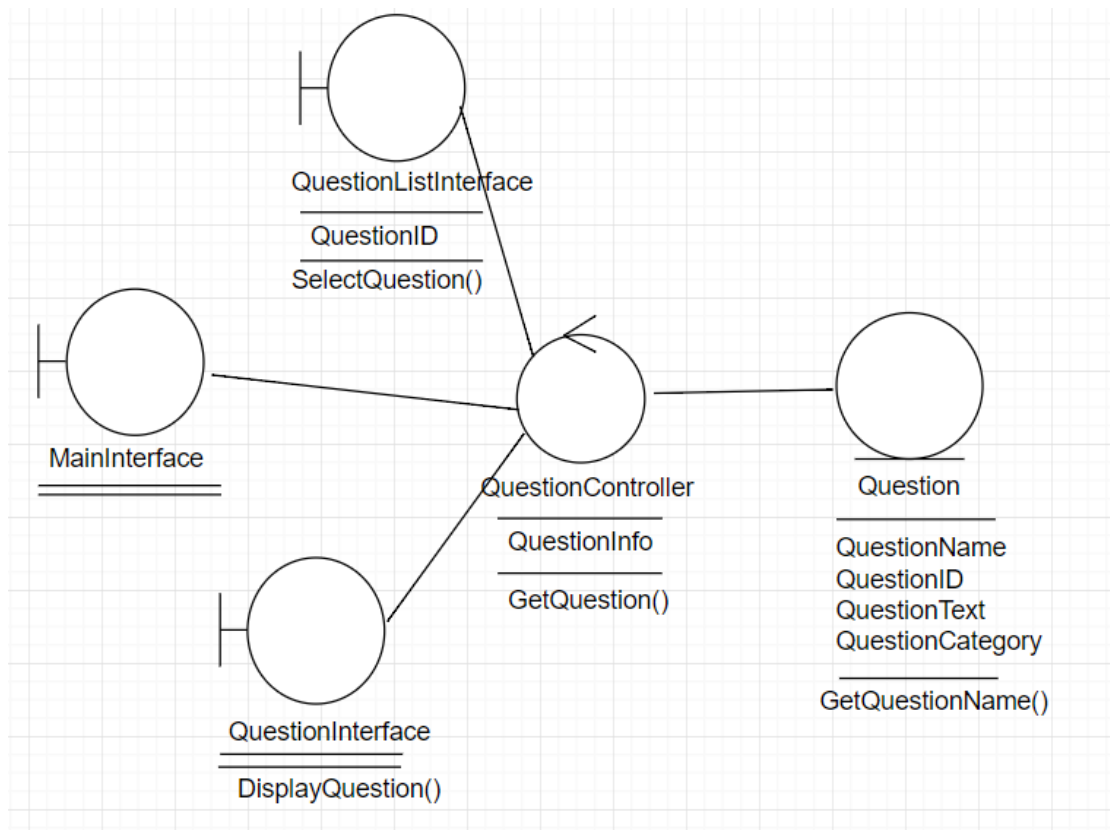 QuestionListInterface
QuestionID
SelectQuestion()
MainInterface
QuestionController
QuestionInfo
GetQuestion()
Question
QuestionName
QuestionID
QuestionText
QuestionCategory
GetQuestionName()
QuestionInterface
DisplayQuestion()